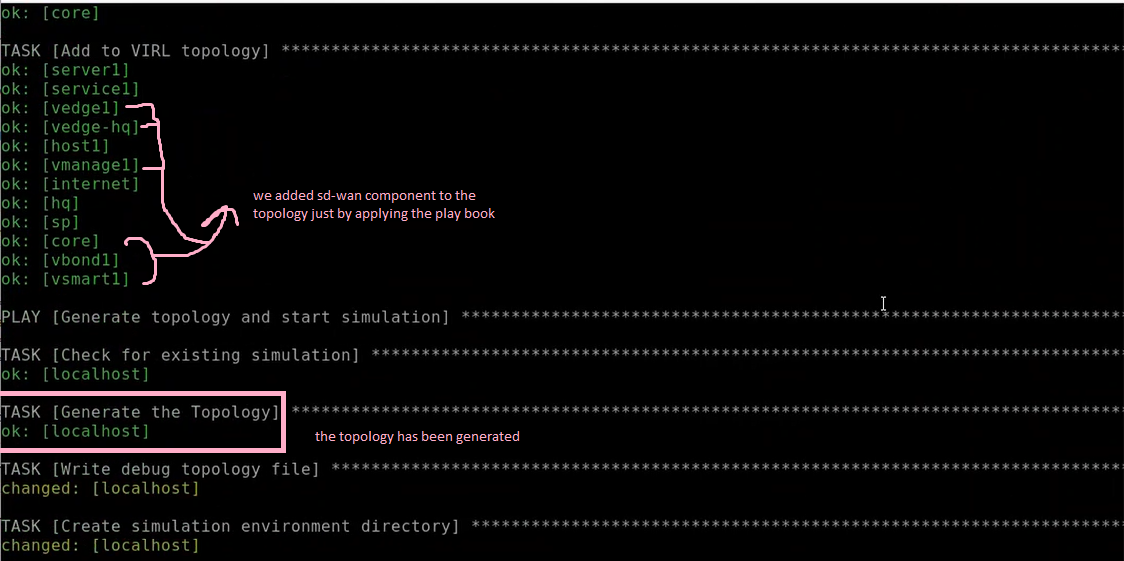 ok: [core]
TASK [Add to VIRL topology] *************************************************************************************
ok: [server1]
ok: [service1]
ok: [vedge1]
ok: [vedge-hq]
ok: [host1]
ok: [vmanage1]
ok: [internet]
we added sd-wan component to the
ok: [hq]
topology just by applying the play book
ok: [sp]
ok: [core]
ok: [vbond1]
ok: [vsmart1]
PLAY [Generate topology and start simulation] *******************************************************************
TASK [Check for existing simulation] ****************************************************************************
ok: [localhost]
TASK [Generate the Topology] ************************************************************************************
ok: [localhost]
the topology has been generated
TASK [Write debug topology file] ********************************************************************************
changed: [localhost]
TASK [Create simulation environment directory] ******************************************************************
changed: [localhost]